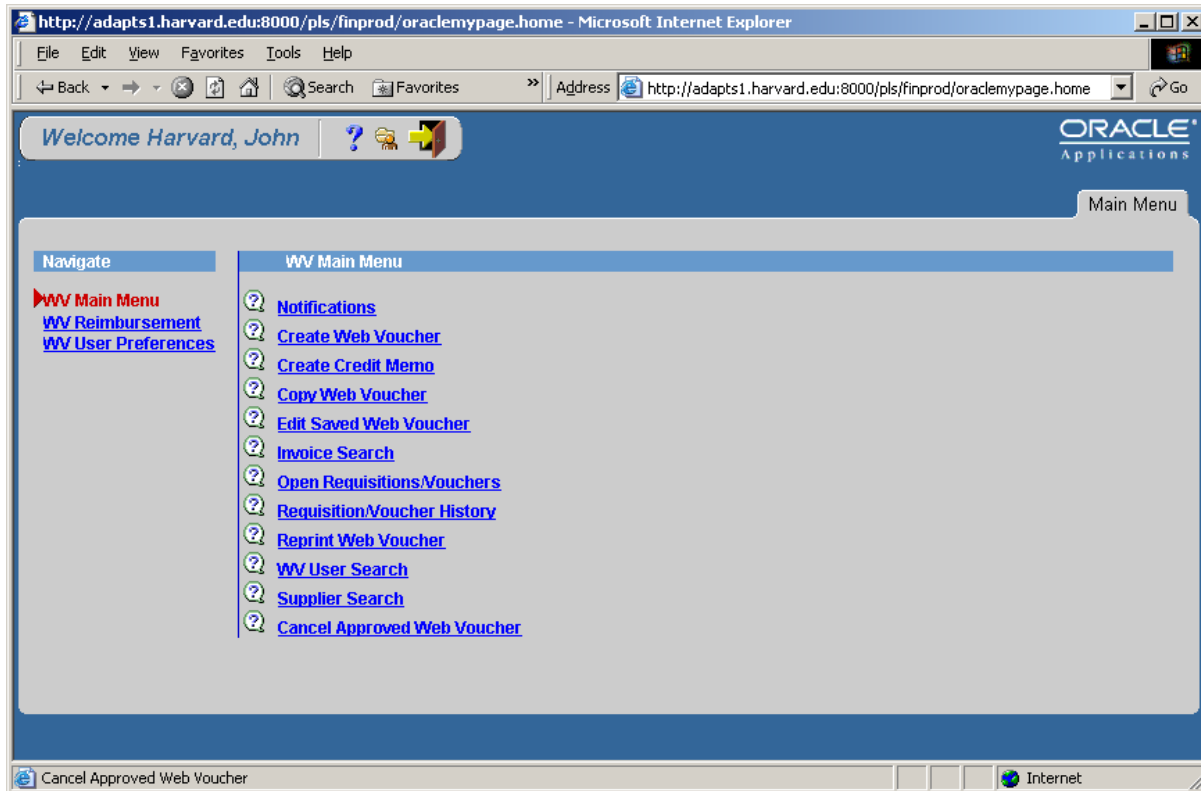 http://adapts1.harvard.edu:8000/pls/finprod/oraclemypage.home - Microsoft Internet Explorer
File Edit View Favorites Tools Help
Back Search Favorites » Address http://adapts1.harvard.edu:8000/pls/finprod/oraclemypage.home Go
Welcome Harvard, John
ORACLE®
Applications
Main Menu
Navigate
WV Main Menu
WV Reimbursement
WV User Preferences
WV Main Menu
Notifications
Create Web Voucher
Create Credit Memo
Copy Web Voucher
Edit Saved Web Voucher
Invoice Search
Open Requisitions/Vouchers
Requisition/Voucher History
Reprint Web Voucher
WV User Search
Supplier Search
Cancel Approved Web Voucher
Cancel Approved Web Voucher Internet